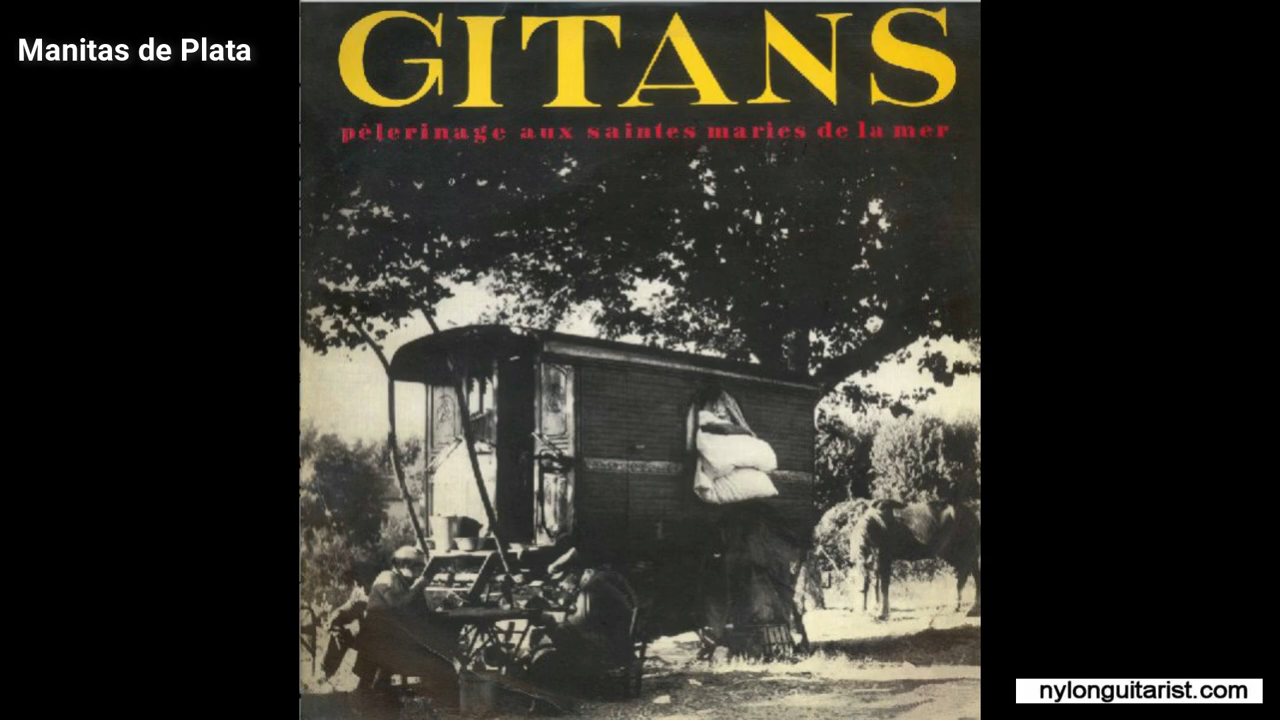 Manitas de Plata
GITANS
pèlerinage aux saintes maries de la mer
nylonguitarist.com